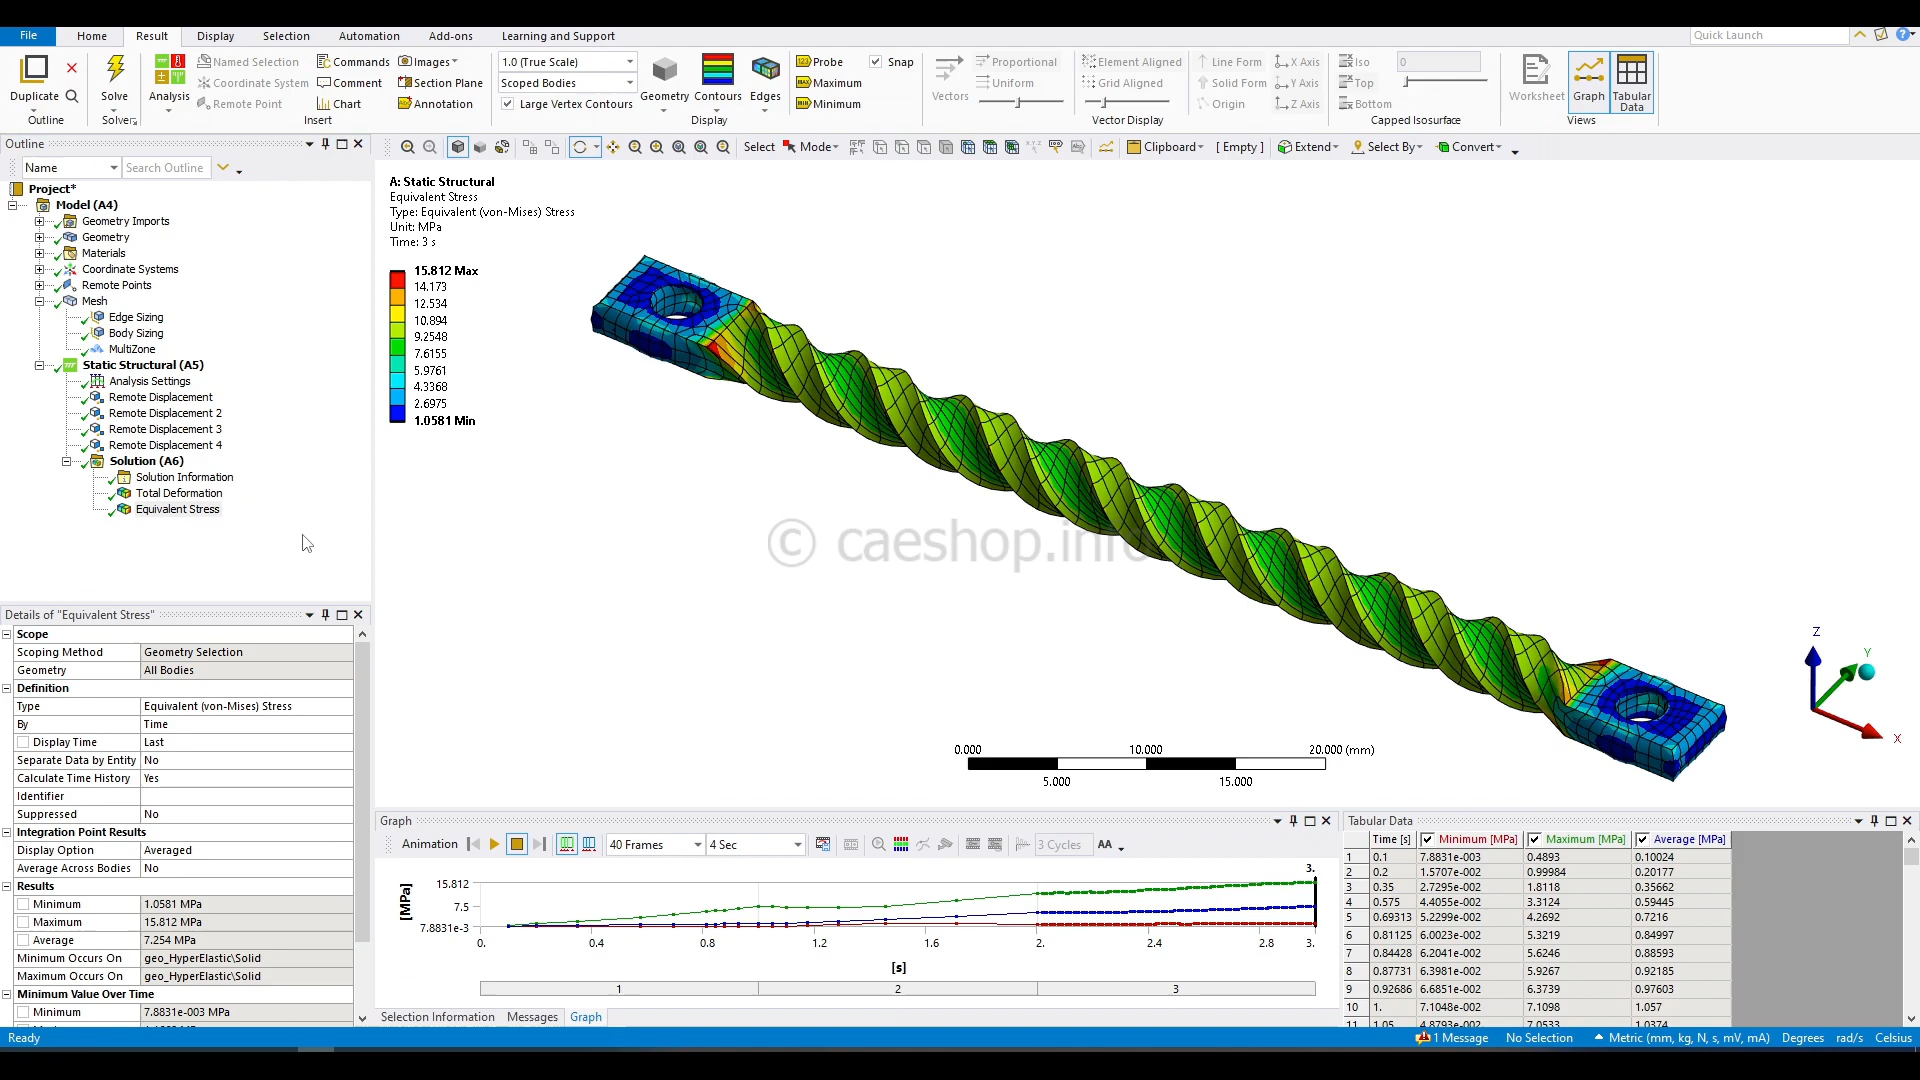 File Home Result Display Selection Automation Add-ons Learning and Support Quick Launch
Duplicate Solve Analysis Named Selection Commands Images 1.0 (True Scale) Geometry Contours Edges Probe Snap Vectors Proportional Element Aligned Line Form X Axis Iso 0 Worksheet Graph Tabular Data
Coordinate System Comment Section Plane Scoped Bodies Maximum Uniform Grid Aligned Solid Form Y Axis Top
Remote Point Chart Annotation Large Vertex Contours Minimum Origin Z Axis Bottom
Outline Solver Insert Display Vector Display Capped Isosurface Views
Outline
Name Search Outline
Select Mode Clipboard [ Empty ] Extend Select By Convert
Project*
Model (A4)
Geometry Imports
Geometry
Materials
Coordinate Systems
Remote Points
Mesh
Edge Sizing
Body Sizing
MultiZone
Static Structural (A5)
Analysis Settings
Remote Displacement
Remote Displacement 2
Remote Displacement 3
Remote Displacement 4
Solution (A6)
Solution Information
Total Deformation
Equivalent Stress
A: Static Structural
Equivalent Stress
Type: Equivalent (von-Mises) Stress
Unit: MPa
Time: 3 s
15.812 Max
14.173
12.534
10.894
9.2548
7.6155
5.9761
4.3368
2.6975
1.0581 Min
© caeshop.info
Z
Y
X
0.000 10.000 20.000 (mm)
5.000 15.000
Details of "Equivalent Stress"
Scope
Scoping Method Geometry Selection
Geometry All Bodies
Definition
Type Equivalent (von-Mises) Stress
By Time
Display Time Last
Separate Data by Entity No
Calculate Time History Yes
Identifier
Suppressed No
Integration Point Results
Display Option Averaged
Average Across Bodies No
Results
Minimum 1.0581 MPa
Maximum 15.812 MPa
Average 7.254 MPa
Minimum Occurs On geo_HyperElastic\Solid
Maximum Occurs On geo_HyperElastic\Solid
Minimum Value Over Time
Minimum 7.8831e-003 MPa
Graph
Animation 40 Frames 4 Sec 3 Cycles AA
3.
[MPa]
15.812
7.5
7.8831e-3
0. 0.4 0.8 1.2 1.6 2. 2.4 2.8 3.
[s]
1 2 3
Selection Information Messages Graph
Tabular Data
Time [s] Minimum [MPa] Maximum [MPa] Average [MPa]
1 0.1 7.8831e-003 0.4893 0.10024
2 0.2 1.5707e-002 0.99984 0.20177
3 0.35 2.7295e-002 1.8118 0.35662
4 0.575 4.4055e-002 3.3124 0.59445
5 0.69313 5.2299e-002 4.2692 0.7216
6 0.81125 6.0023e-002 5.3219 0.84997
7 0.84428 6.2041e-002 5.6246 0.88593
8 0.87731 6.3981e-002 5.9267 0.92185
9 0.92686 6.6851e-002 6.3739 0.97603
10 1. 7.1048e-002 7.1098 1.057
11 1.05 4.8793e-002 7.0533 1.0374
Ready 1 Message No Selection Metric (mm, kg, N, s, mV, mA) Degrees rad/s Celsius